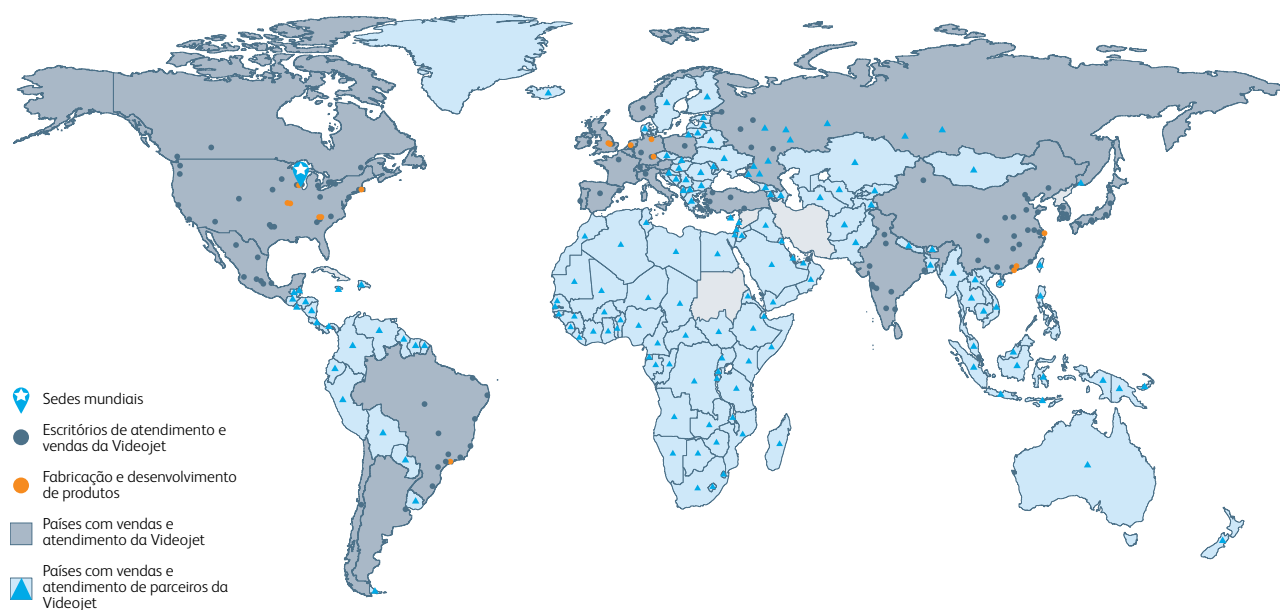 Sedes mundiais
Escritórios de atendimento e
vendas da Videojet
Fabricação e desenvolvimento
de produtos
Países com vendas e
atendimento da Videojet
Países com vendas e
atendimento de parceiros da
Videojet